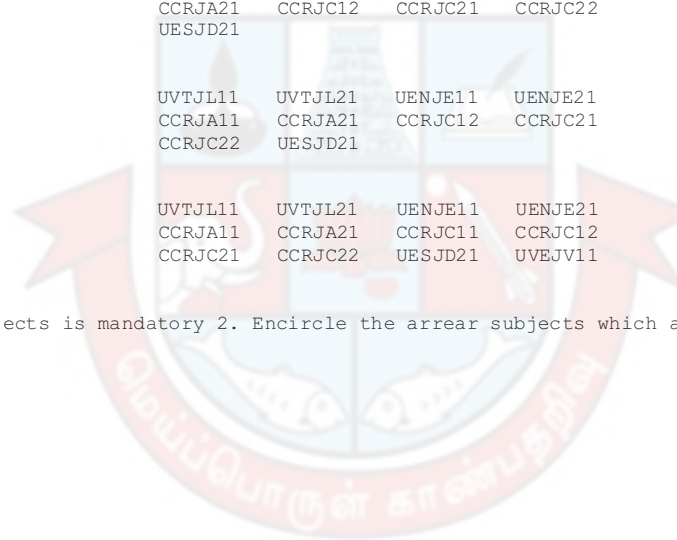 CCRJA21 CCRJC12 CCRJC21 CCRJC22
UESJD21
UVTJL11 UVTJL21 UENJE11 UENJE21
CCRJA11 CCRJA21 CCRJC12 CCRJC21
CCRJC22 UESJD21
UVTJL11 UVTJL21 UENJE11 UENJE21
CCRJA11 CCRJA21 CCRJC11 CCRJC12
CCRJC21 CCRJC22 UESJD21 UVEJV11
ects is mandatory 2. Encircle the arrear subjects which a
மெய்ப்பொருள் காண்பதறிவு